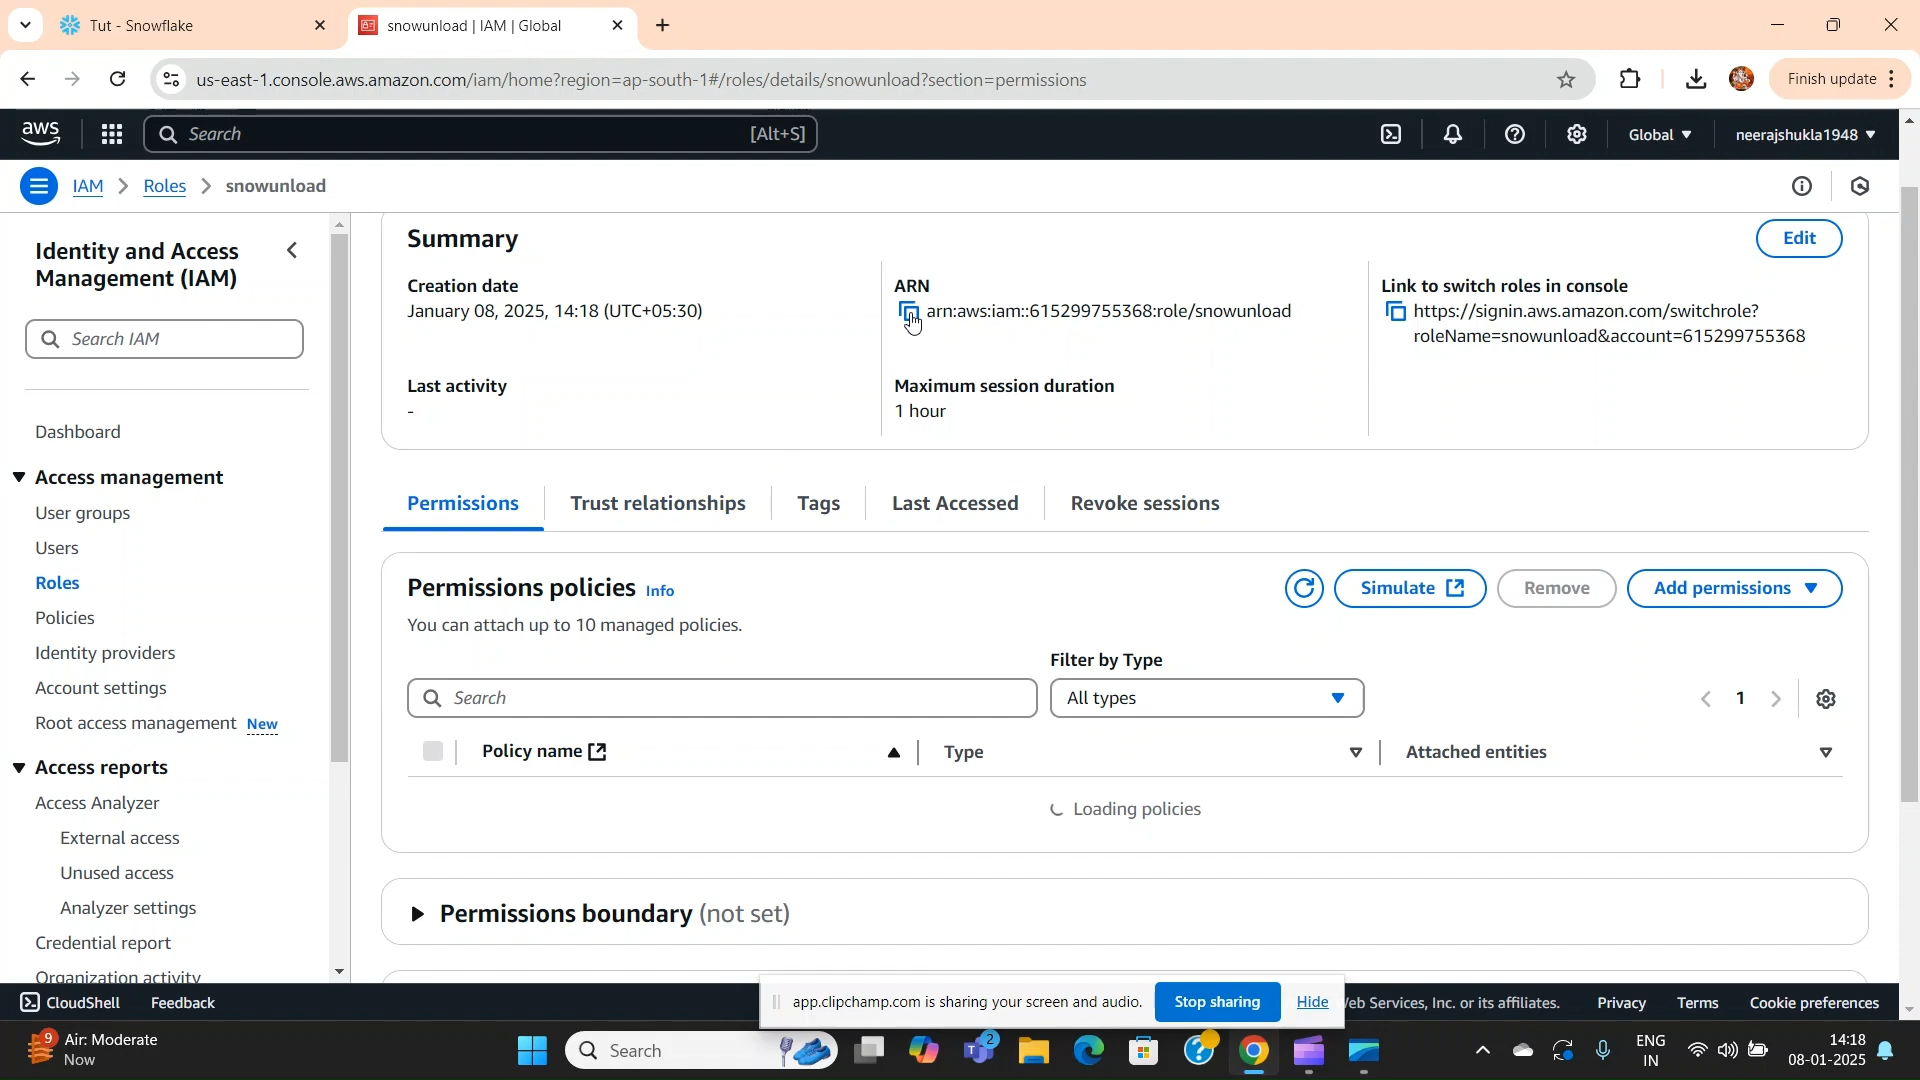 Tut - Snowflake
snowunload | IAM | Global
us-east-1.console.aws.amazon.com/iam/home?region=ap-south-1#/roles/details/snowunload?section=permissions
Finish update
aws
Search
[Alt+S]
Global
neerajshukla1948
IAM
Roles
snowunload
Identity and Access
Management (IAM)
Search IAM
Dashboard
Access management
User groups
Users
Roles
Policies
Identity providers
Account settings
Root access management New
Access reports
Access Analyzer
External access
Unused access
Analyzer settings
Credential report
Organization activity
Summary
Edit
Creation date
January 08, 2025, 14:18 (UTC+05:30)
ARN
arn:aws:iam::615299755368:role/snowunload
Link to switch roles in console
https://signin.aws.amazon.com/switchrole?
roleName=snowunload&account=615299755368
Last activity
-
Maximum session duration
1 hour
Permissions
Trust relationships
Tags
Last Accessed
Revoke sessions
Permissions policies Info
You can attach up to 10 managed policies.
Simulate
Remove
Add permissions
Filter by Type
Search
All types
1
Policy name
Type
Attached entities
Loading policies
Permissions boundary (not set)
CloudShell
Feedback
app.clipchamp.com is sharing your screen and audio.
Stop sharing
Hide
Web Services, Inc. or its affiliates.
Privacy
Terms
Cookie preferences
9
Air: Moderate
Now
Search
2
ENG
IN
14:18
08-01-2025